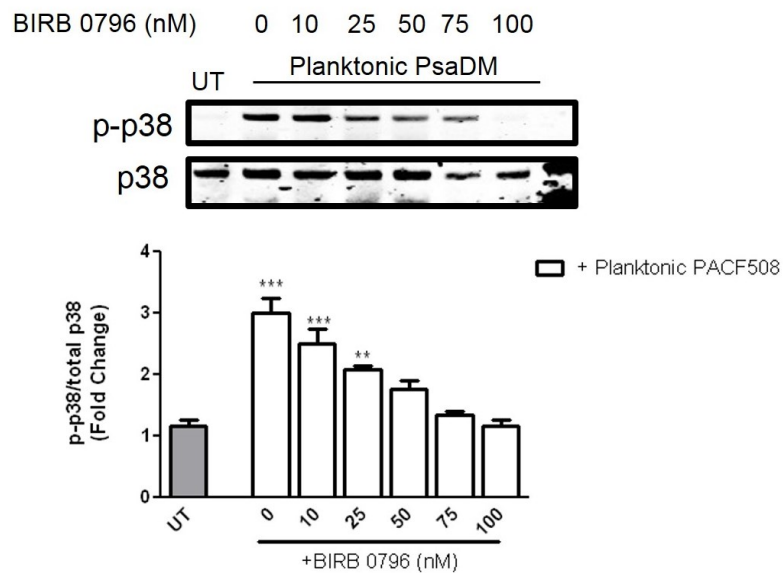 BIRB 0796 (nM) 0 10 25 50 75 100
UT Planktonic PsaDM
p-p38
p38
+ Planktonic PACF508
p-p38/total p38
(Fold Change)
4
3
2
1
0
***
***
**
UT 0 10 25 50 75 100
+BIRB 0796 (nM)